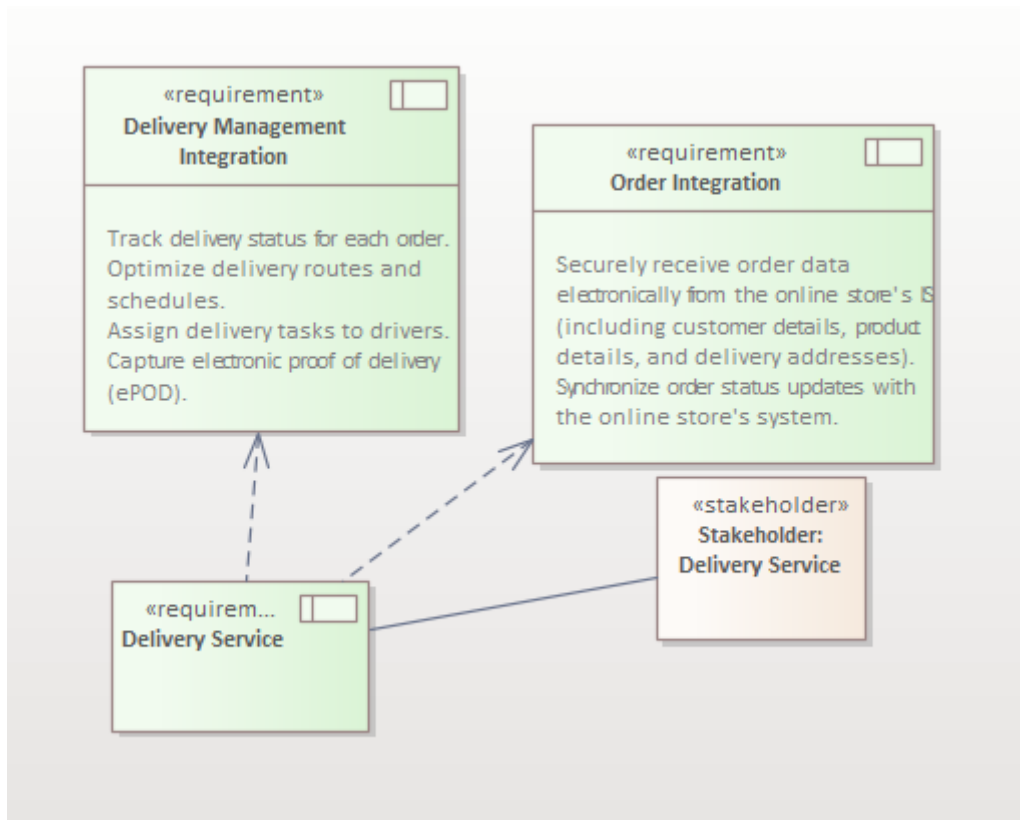 «requirement»
Delivery Management
Integration
Track delivery status for each order.
Optimize delivery routes and
schedules.
Assign delivery tasks to drivers.
Capture electronic proof of delivery
(ePOD).
«requirement»
Order Integration
Securely receive order data
electronically from the online store's IS
(including customer details, product
details, and delivery addresses).
Synchronize order status updates with
the online store's system.
«stakeholder»
Stakeholder:
Delivery Service
«requirem...
Delivery Service